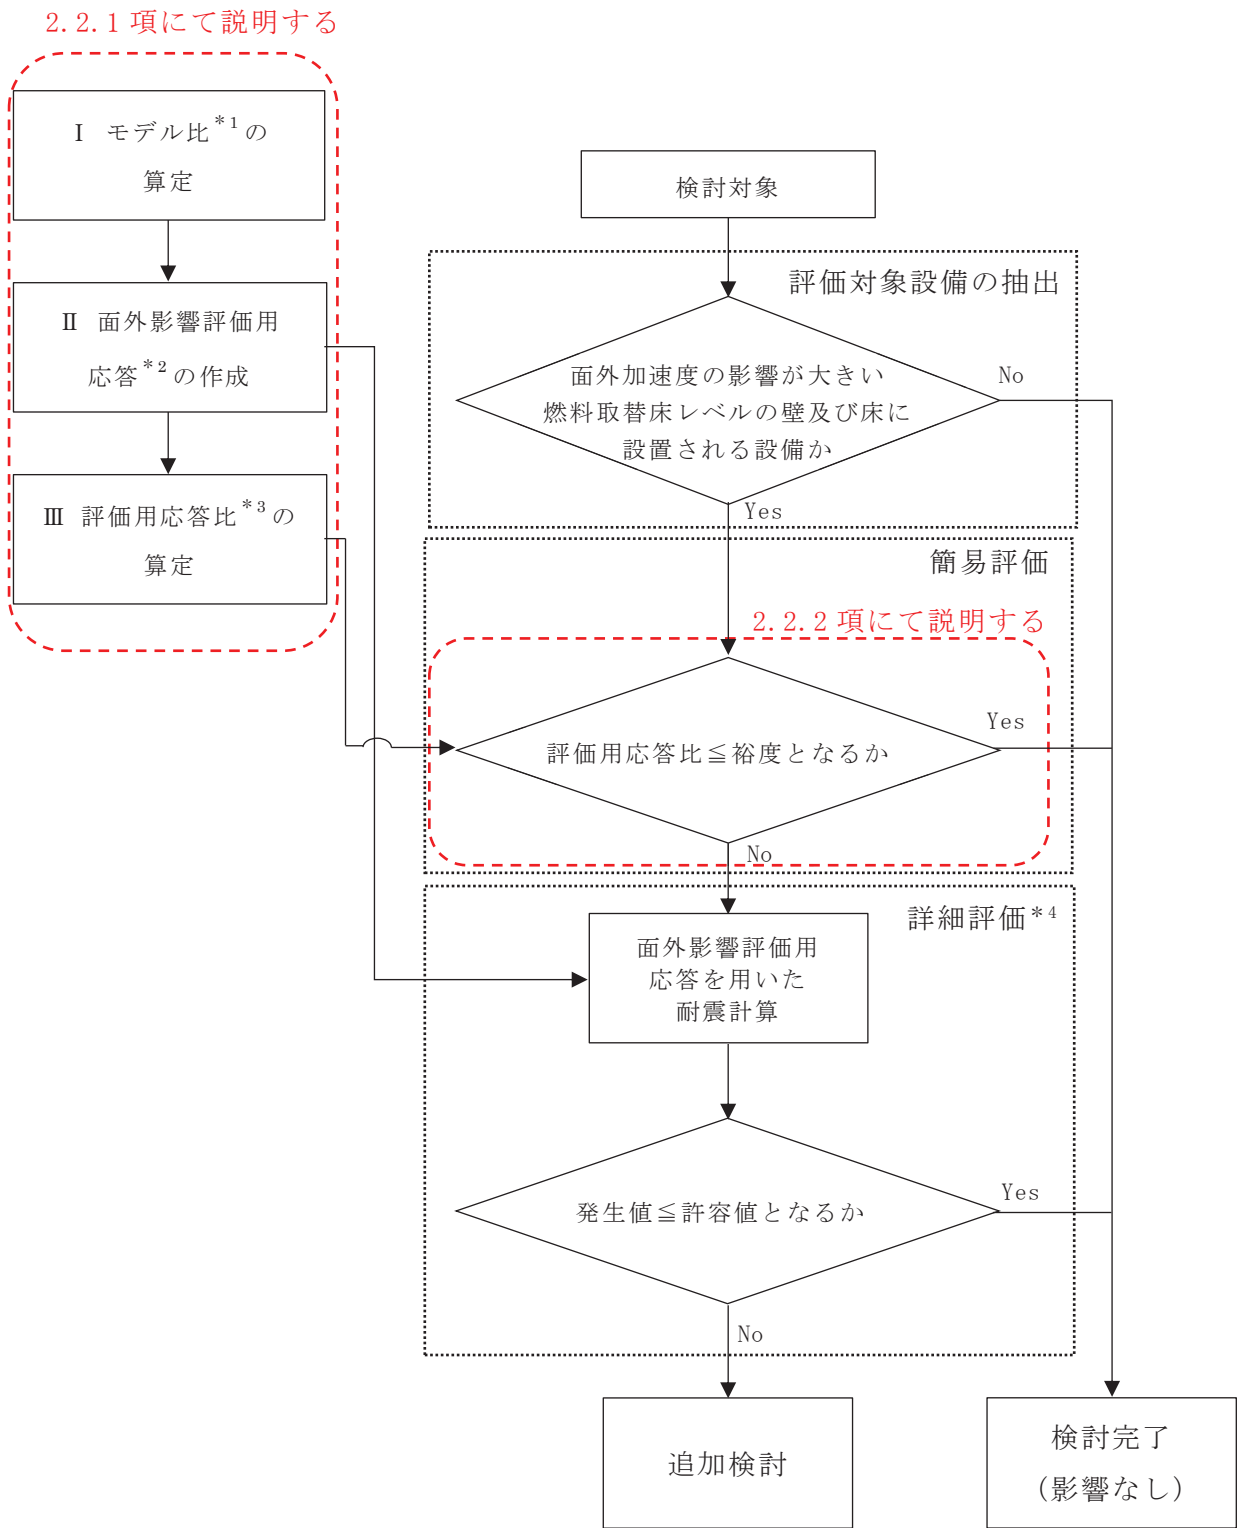 2.2.1 項にて説明する
Ⅰ モデル比*1の
算定
Ⅱ 面外影響評価用
応答*2の作成
Ⅲ 評価用応答比*3の
算定
検討対象
評価対象設備の抽出
面外加速度の影響が大きい
燃料取替床レベルの壁及び床に
設置される設備か
No
Yes
簡易評価
2.2.2 項にて説明する
評価用応答比≦裕度となるか
Yes
No
詳細評価*4
面外影響評価用
応答を用いた
耐震計算
発生値≦許容値となるか
Yes
No
追加検討
検討完了
(影響なし)